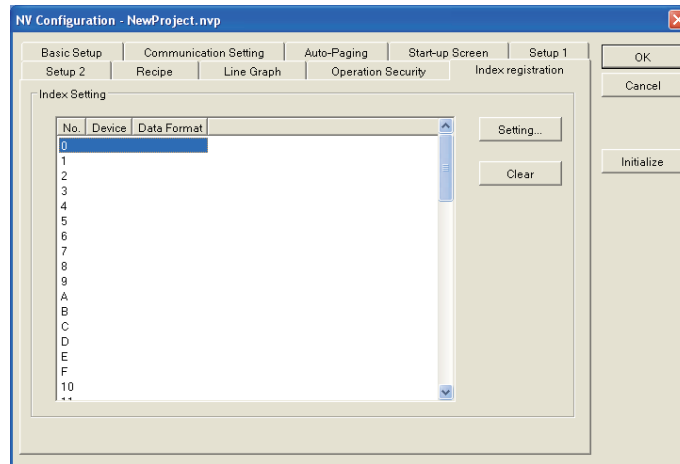 NV Configuration - NewProject.nvp
Basic Setup Communication Setting Auto-Paging Start-up Screen Setup 1
Setup 2 Recipe Line Graph Operation Security Index registration
OK
Cancel
Initialize
Index Setting
No. Device Data Format
0
1
2
3
4
5
6
7
8
9
A
B
C
D
E
F
10
11
Setting...
Clear